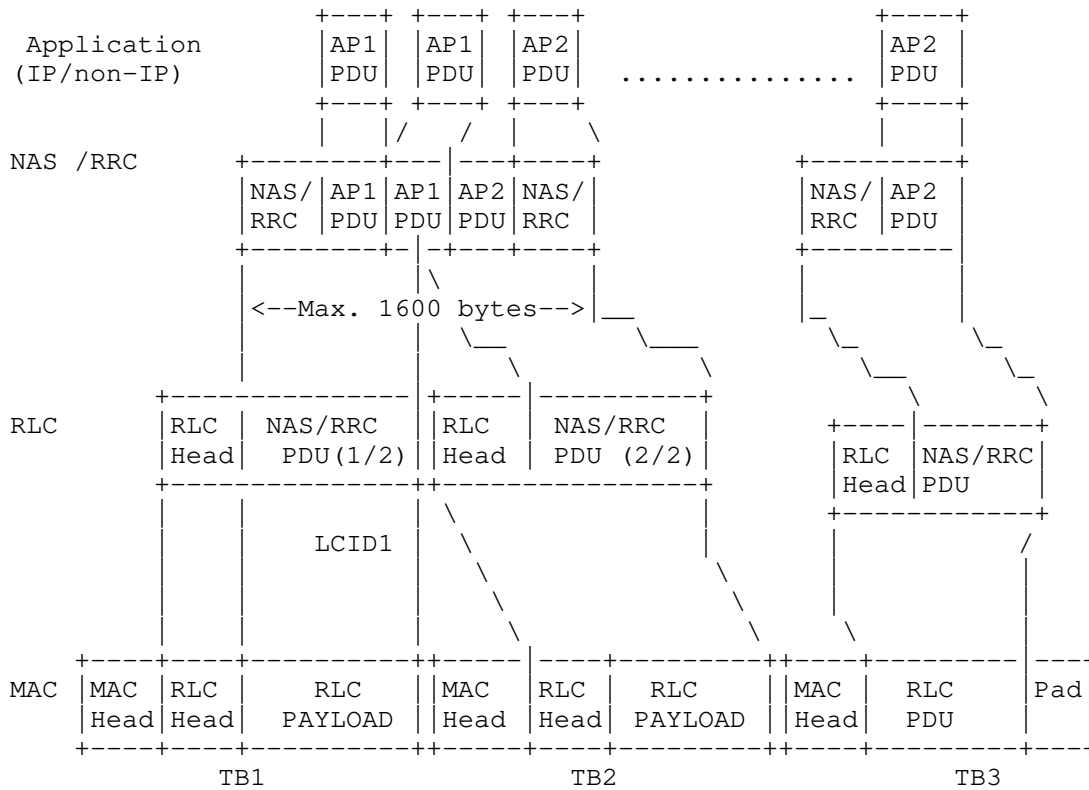 Application |AP1| |AP1| |AP2| |AP2 |
(IP/non-IP) |PDU| |PDU| |PDU| ............... |PDU |
NAS /RRC
|NAS/|AP1|AP1|AP2|NAS/| |NAS/|AP2 |
|RRC |PDU|PDU|PDU|RRC | |RRC |PDU |
|<--Max. 1600 bytes-->|
RLC |RLC | NAS/RRC ||RLC | NAS/RRC |
|Head| PDU(1/2)||Head | PDU (2/2)| |RLC |NAS/RRC|
|Head|PDU |
LCID1
MAC |MAC |RLC | RLC ||MAC |RLC | RLC ||MAC | RLC |Pad
|Head|Head| PAYLOAD ||Head |Head| PAYLOAD ||Head| PDU |
TB1 TB2 TB3